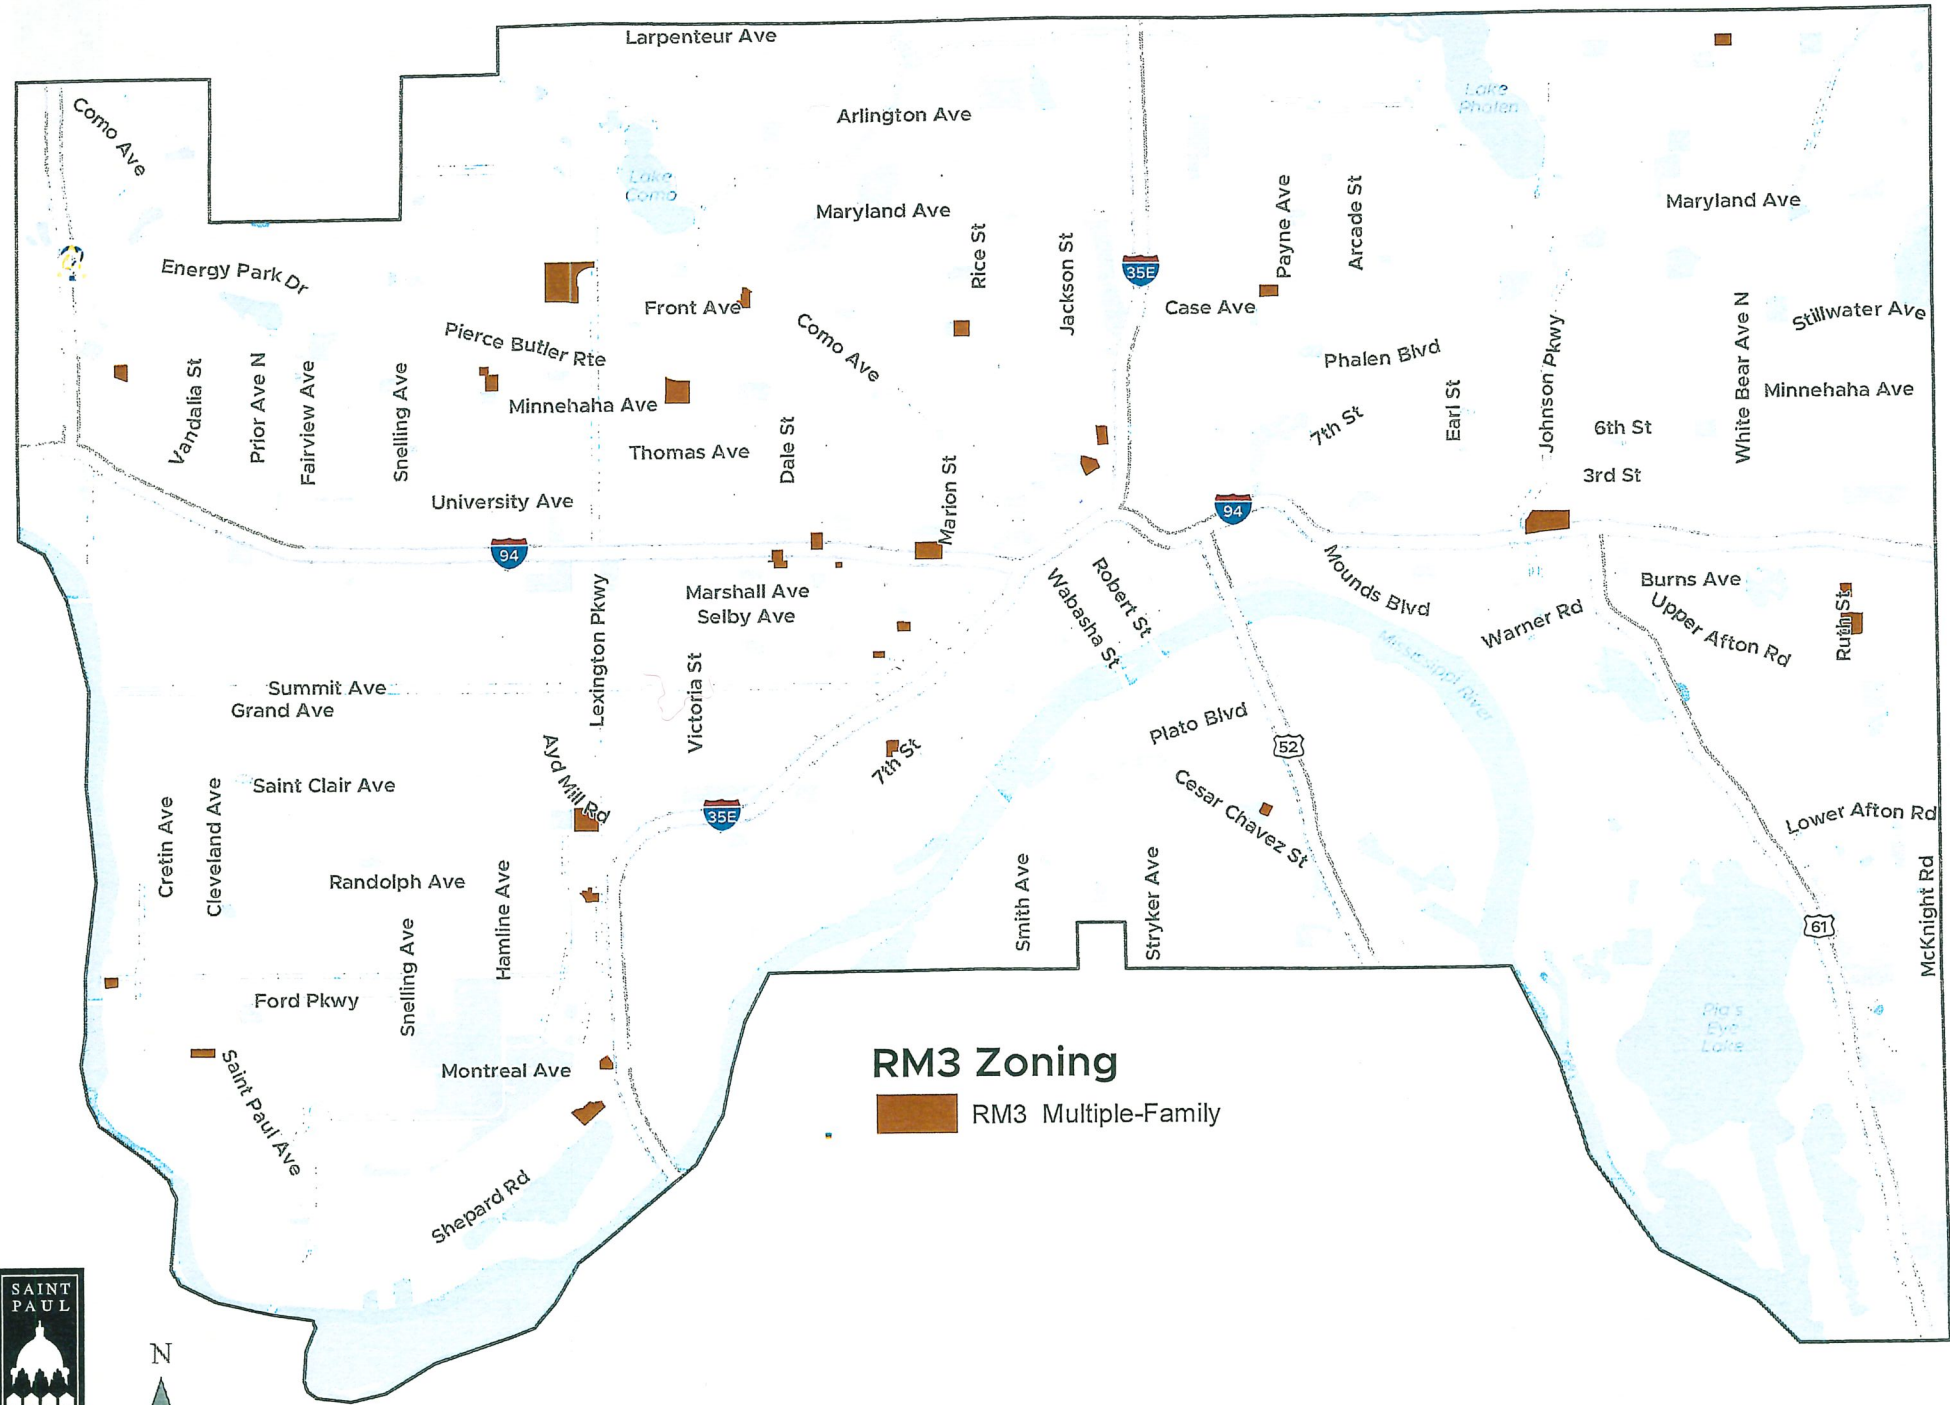 Larpenteur Ave
Como Ave
Arlington Ave
Lake
Phalen
Lake
Como
Maryland Ave
Maryland Ave
Payne Ave
Arcade St
Rice St
Jackson St
35E
Energy Park Dr
Front Ave
Case Ave
Stillwater Ave
Pierce Butler Rte
Como Ave
Phalen Blvd
Johnson Pkwy
White Bear Ave N
Vandalia St
Prior Ave N
Fairview Ave
Snelling Ave
Minnehaha Ave
Minnehaha Ave
7th St
Earl St
6th St
Thomas Ave
Dale St
3rd St
University Ave
Marion St
94
94
Marshall Ave
Selby Ave
Lexington Pkwy
Robert St
Wabasha St
Mounds Blvd
Burns Ave
Warner Rd
Upper Afton Rd
Ruth St
Mississippi River
Summit Ave
Grand Ave
Victoria St
Plato Blvd
52
Ayd Mill Rd
7th St
Saint Clair Ave
Cretin Ave
Cleveland Ave
35E
Cesar Chavez St
Lower Afton Rd
Randolph Ave
Hamline Ave
Smith Ave
Stryker Ave
McKnight Rd
61
Snelling Ave
Ford Pkwy
Pig's
Eye
Lake
Saint Paul Ave
Montreal Ave
RM3 Zoning
RM3 Multiple-Family
Shepard Rd
SAINT
PAUL
N